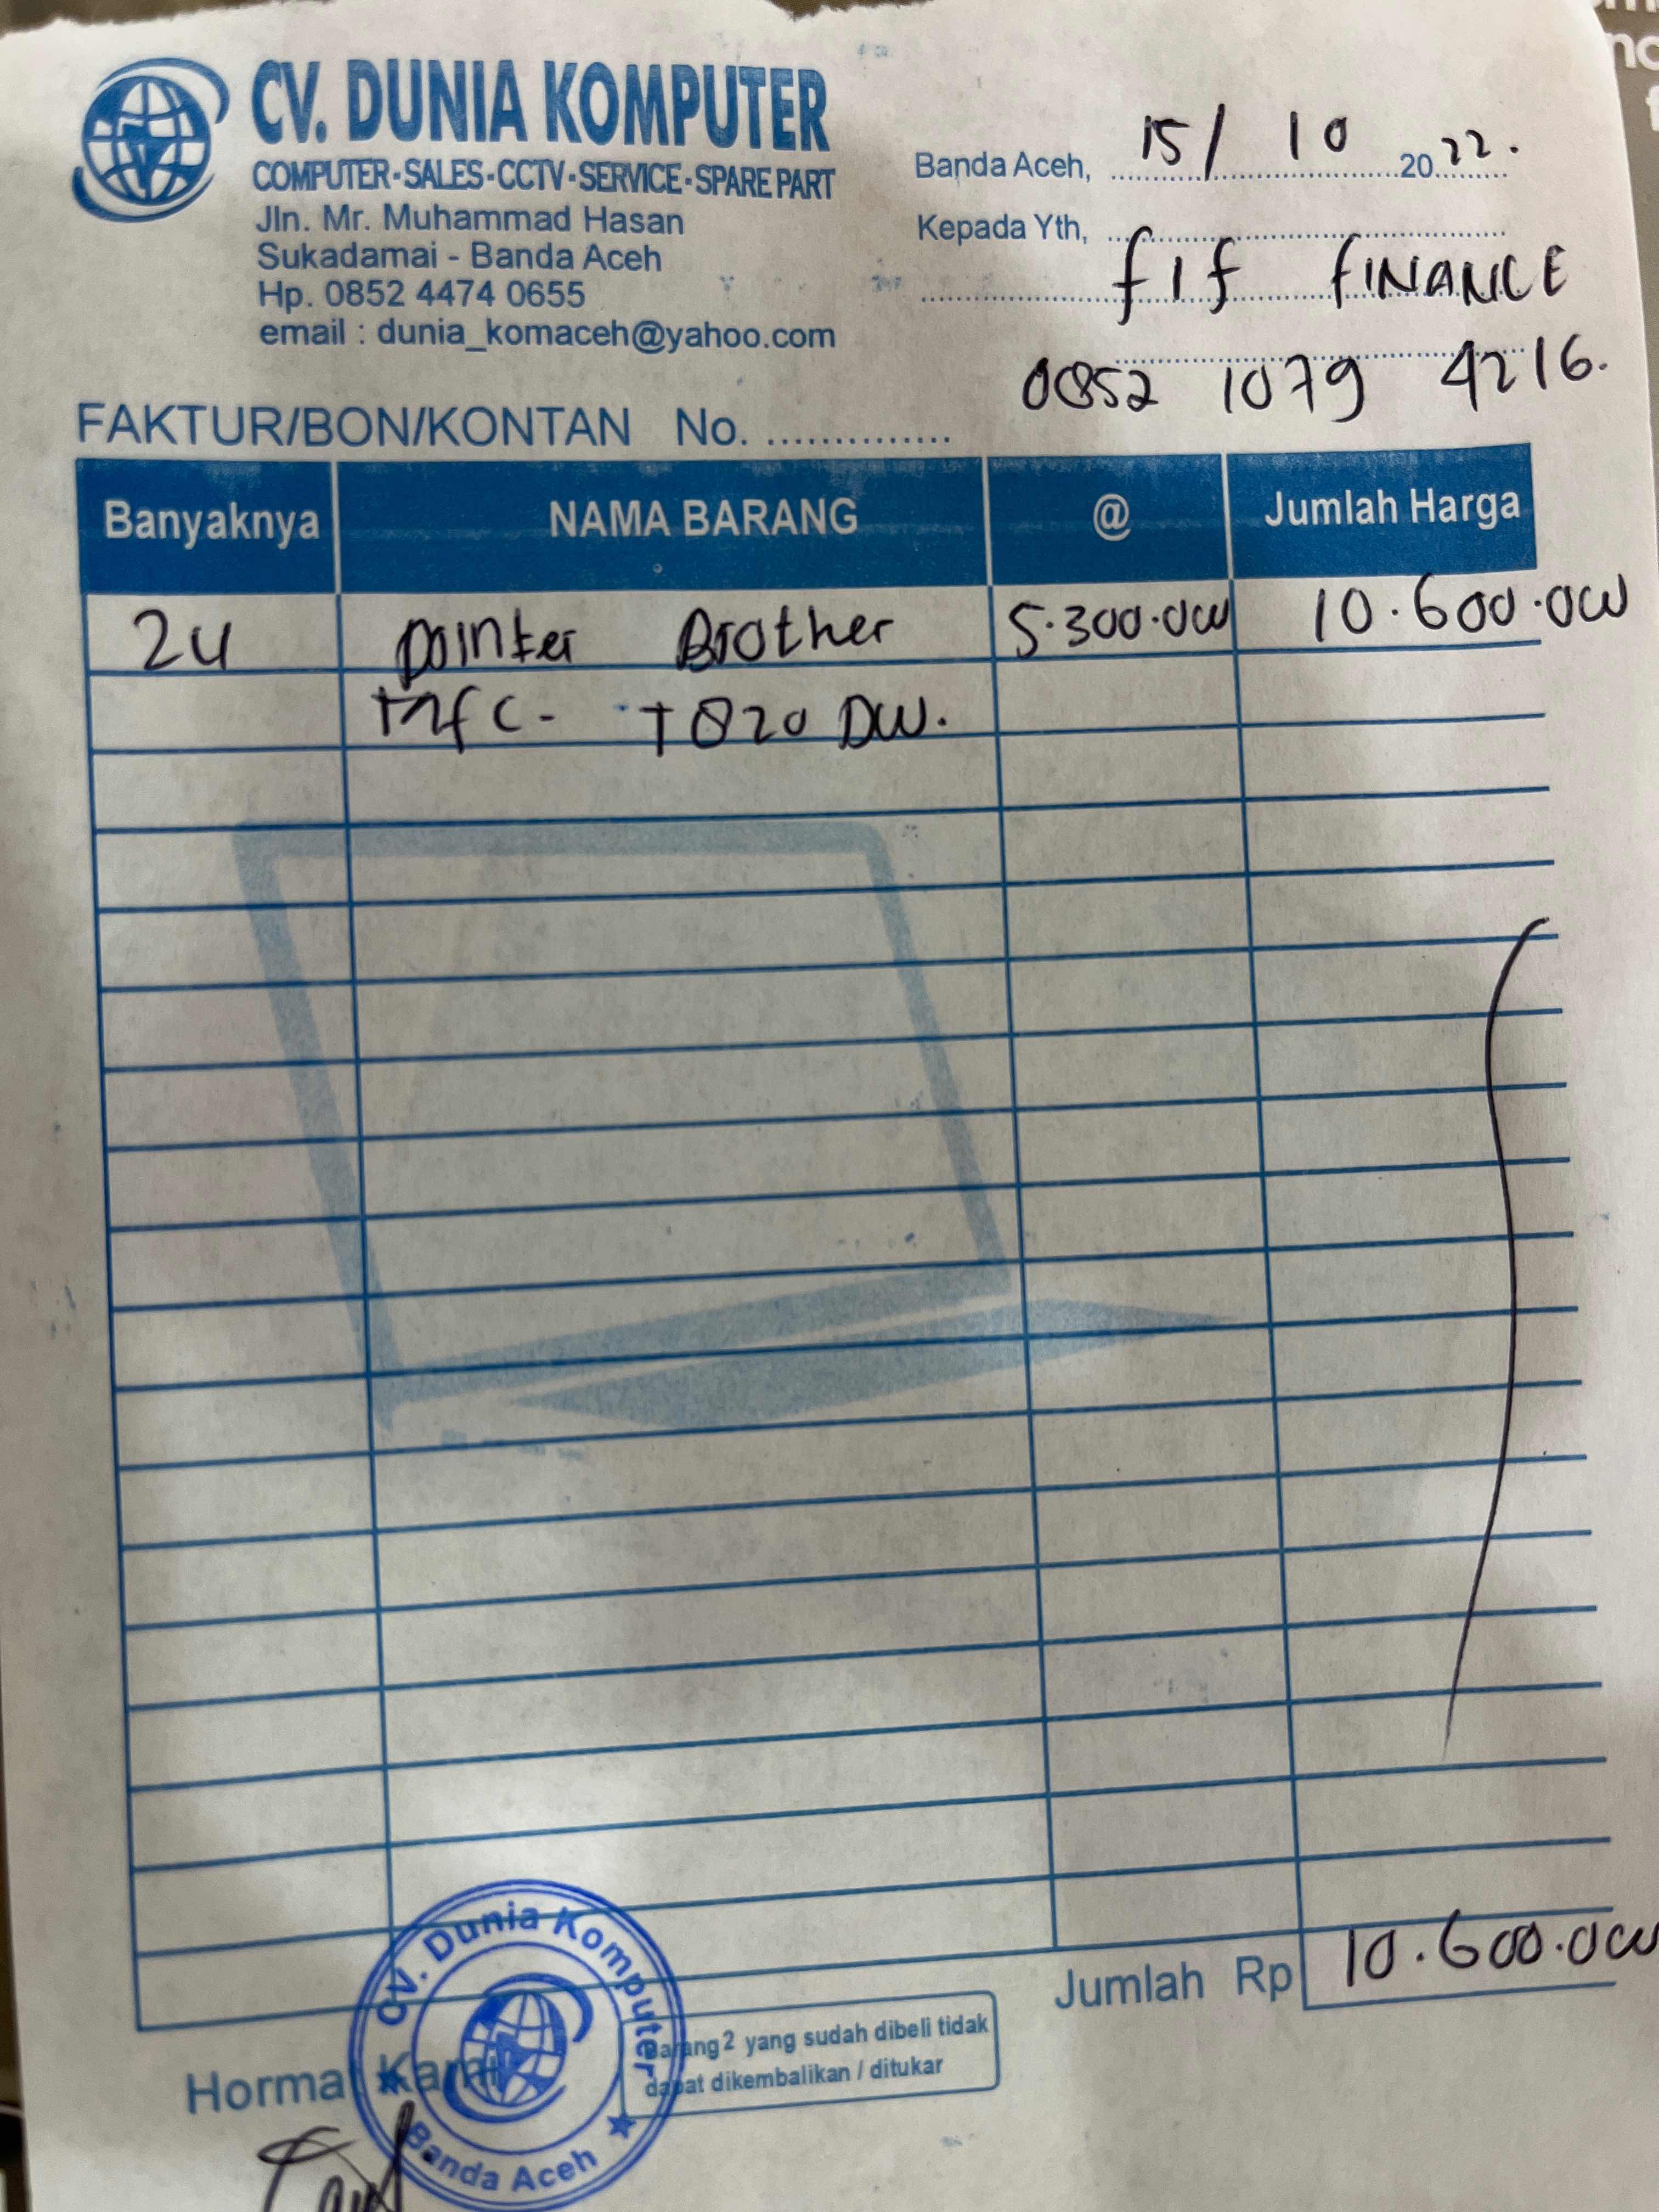 CV. DUNIA KOMPUTER
COMPUTER-SALES-CCTV-SERVICE-SPARE PART
Jln. Mr. Muhammad Hasan
Sukadamai - Banda Aceh
Hp. 0852 4474 0655
email : dunia_komaceh@yahoo.com
Banda Aceh, 15/ 10 2022.
Kepada Yth,
fif fINANCE
0852 1079 4216.
FAKTUR/BON/KONTAN No. ..............
Banyaknya NAMA BARANG @ Jumlah Harga
2u printer Brother 5.300.000 10.600.000
Mfc- T820 DW.
Jumlah Rp 10.600.000
Hormat Kami
Barang2 yang sudah dibeli tidak
dapat dikembalikan / ditukar
CV. Dunia Komputer
Banda Aceh